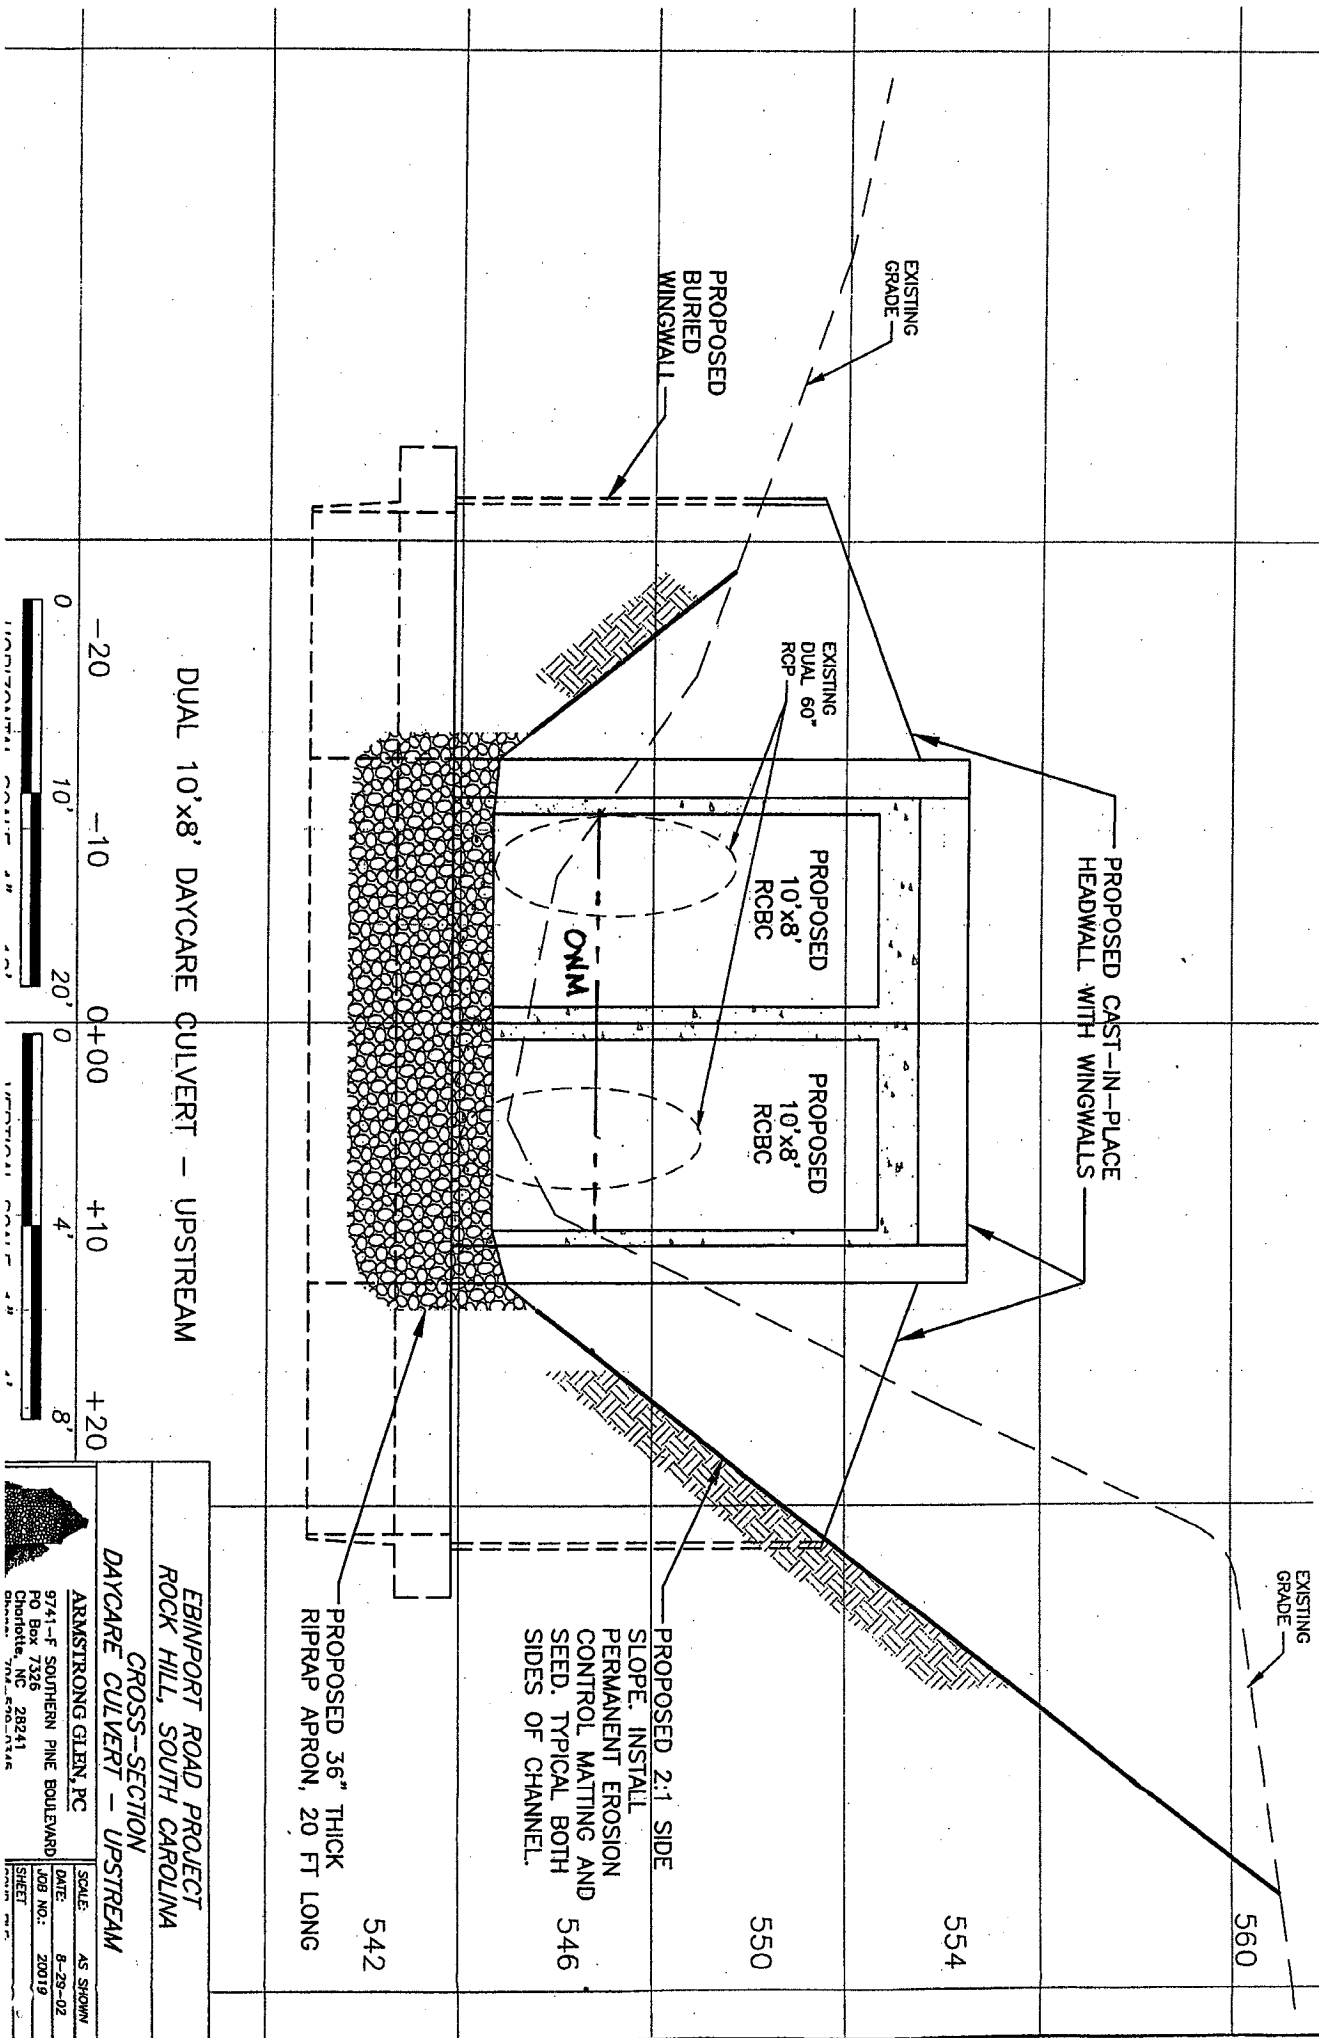 EXISTING
GRADE
EXISTING
GRADE
PROPOSED CAST-IN-PLACE
HEADWALL WITH WINGWALLS
PROPOSED
BURIED
WINGWALL
EXISTING
DUAL 60"
RCP
PROPOSED
10'x8'
RCBC
PROPOSED
10'x8'
RCBC
OWM
PROPOSED 2:1 SIDE
SLOPE. INSTALL
PERMANENT EROSION
CONTROL MATTING AND
SEED. TYPICAL BOTH
SIDES OF CHANNEL.
PROPOSED 36" THICK
RIPRAP APRON, 20 FT LONG
560
554
550
546
542
DUAL 10'x8' DAYCARE CULVERT - UPSTREAM
-20 -10 0+00 +10 +20
0 10' 20' 0 4' 8'
EBINPORT ROAD PROJECT
ROCK HILL, SOUTH CAROLINA
CROSS-SECTION
DAYCARE CULVERT - UPSTREAM
ARMSTRONG GLEN, PC
9741-F SOUTHERN PINE BOULEVARD
PO Box 7326
Charlotte, NC 28241
SCALE: AS SHOWN
DATE: 8-29-02
JOB NO.: 20019
SHEET